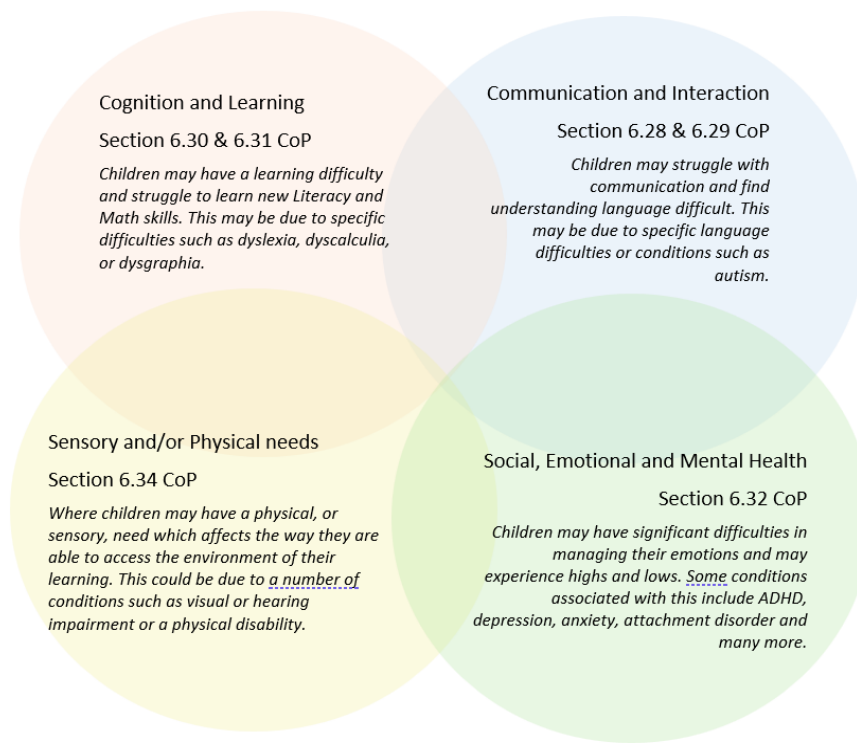 Cognition and Learning
Section 6.30 & 6.31 CoP
Children may have a learning difficulty
and struggle to learn new Literacy and
Math skills. This may be due to specific
difficulties such as dyslexia, dyscalculia,
or dysgraphia.
Communication and Interaction
Section 6.28 & 6.29 CoP
Children may struggle with
communication and find
understanding language difficult. This
may be due to specific language
difficulties or conditions such as
autism.
Sensory and/or Physical needs
Section 6.34 CoP
Where children may have a physical, or
sensory, need which affects the way they are
able to access the environment of their
learning. This could be due to a number of
conditions such as visual or hearing
impairment or a physical disability.
Social, Emotional and Mental Health
Section 6.32 CoP
Children may have significant difficulties in
managing their emotions and may
experience highs and lows. Some conditions
associated with this include ADHD,
depression, anxiety, attachment disorder and
many more.